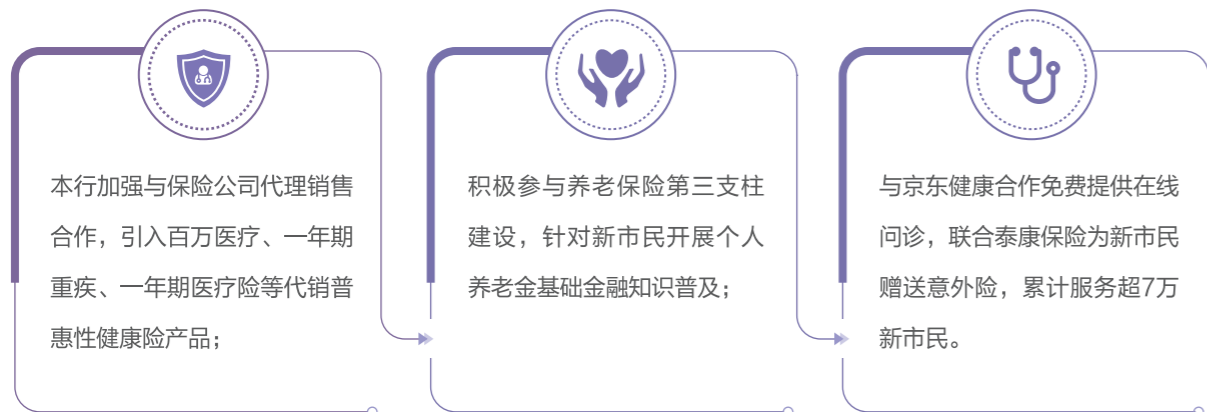 本行加强与保险公司代理销售
合作，引入百万医疗、一年期
重疾、一年期医疗险等代销普
惠性健康险产品；
积极参与养老保险第三支柱
建设，针对新市民开展个人
养老金基础金融知识普及；
与京东健康合作免费提供在线
问诊，联合泰康保险为新市民
赠送意外险，累计服务超7万
新市民。